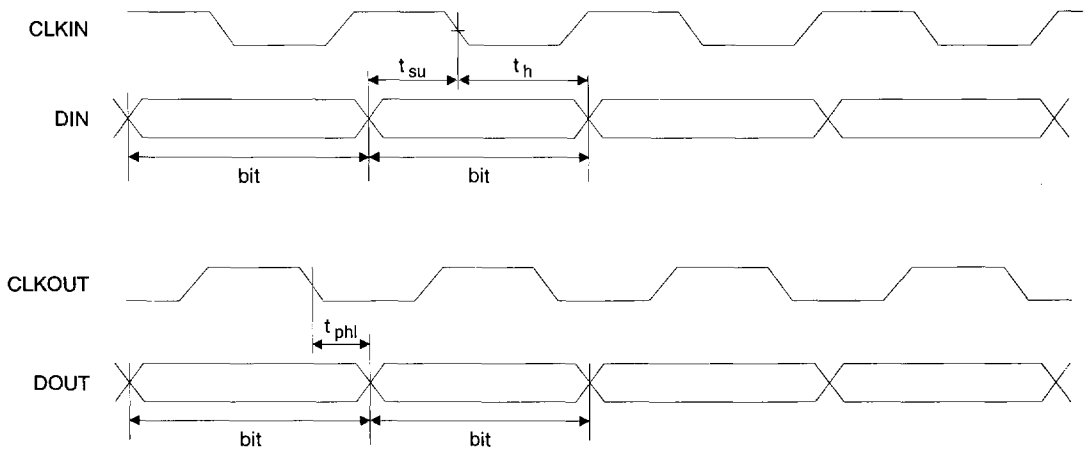 CLKIN
t su
t h
DIN
bit
bit
CLKOUT
t phl
DOUT
bit
bit